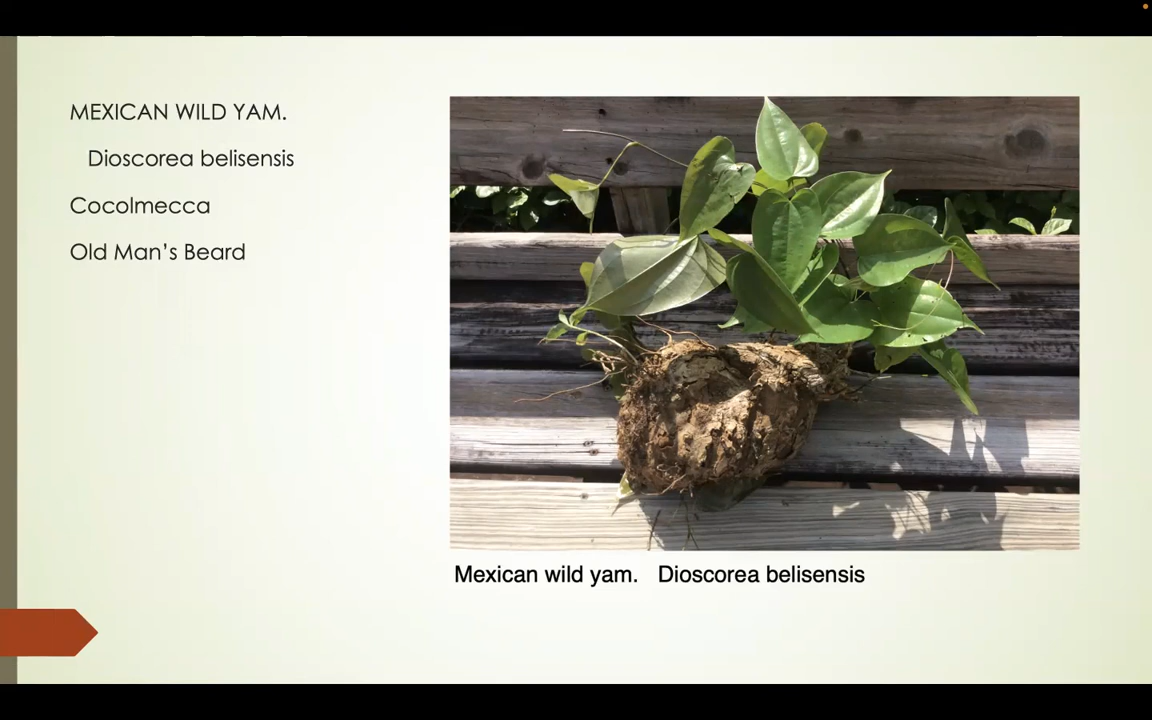 MEXICAN WILD YAM.
Dioscorea belisensis
Cocolmecca
Old Man's Beard
Mexican wild yam.   Dioscorea belisensis